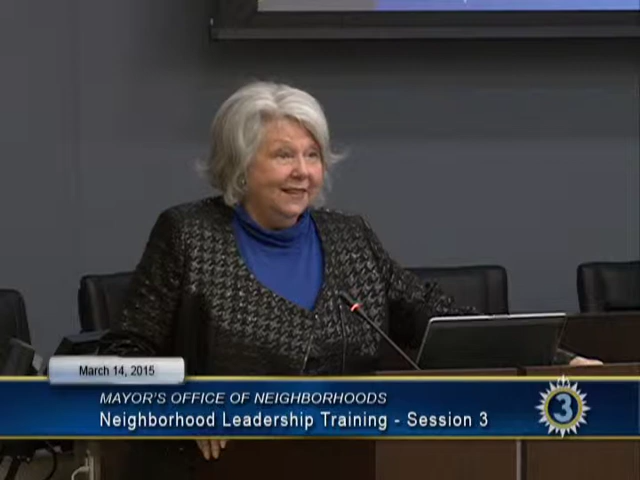 March 14, 2015
MAYOR'S OFFICE OF NEIGHBORHOODS
Neighborhood Leadership Training - Session 3
3